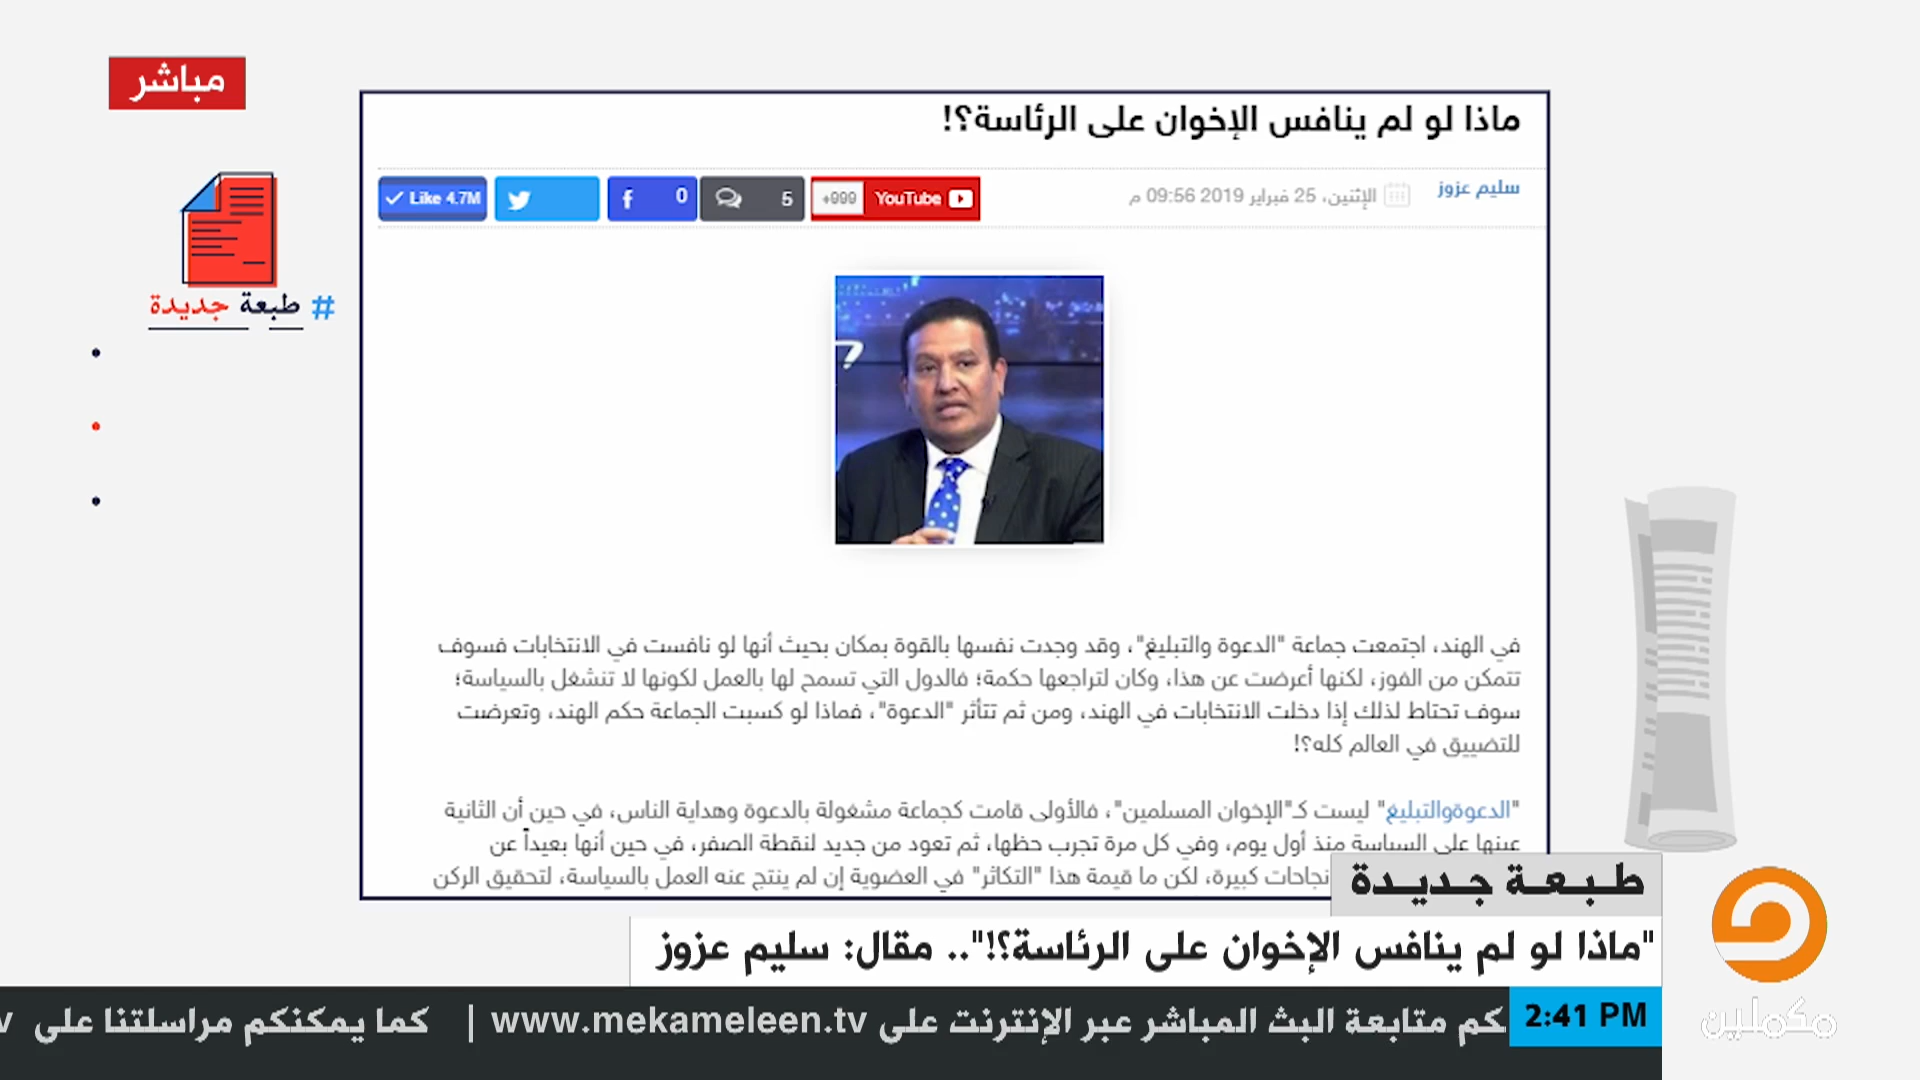 مباشر
ماذا لو لم ينافس الإخوان على الرئاسة؟!
سليم عزوز
الإثنين، 25 فبراير 2019 09:56 م
YouTube
+999
5
0
Like 4.7M
# طبعة جديدة
في الهند، اجتمعت جماعة "الدعوة والتبليغ"، وقد وجدت نفسها بالقوة بمكان بحيث أنها لو نافست في الانتخابات فسوف
تتمكن من الفوز، لكنها أعرضت عن هذا، وكان لتراجعها حكمة؛ فالدول التي تسمح لها بالعمل لكونها لا تنشغل بالسياسة؛
سوف تحتاط لذلك إذا دخلت الانتخابات في الهند، ومن ثم تتأثر "الدعوة"، فماذا لو كسبت الجماعة حكم الهند، وتعرضت
للتضييق في العالم كله؟!
"الدعوةوالتبليغ" ليست كـ"الإخوان المسلمين"، فالأولى قامت كجماعة مشغولة بالدعوة وهداية الناس، في حين أن الثانية
عينها على السياسة منذ أول يوم، وفي كل مرة تجرب حظها، ثم تعود من جديد لنقطة الصفر، في حين أنها بعيداً عن
نجاحات كبيرة، لكن ما قيمة هذا "التكاثر" في العضوية إن لم ينتج عنه العمل بالسياسة، لتحقيق الركن
طبعة جديدة
"ماذا لو لم ينافس الإخوان على الرئاسة؟!".. مقال: سليم عزوز
2:41 PM
كم متابعة البث المباشر عبر الإنترنت على www.mekameleen.tv | كما يمكنكم مراسلتنا على
مكملين